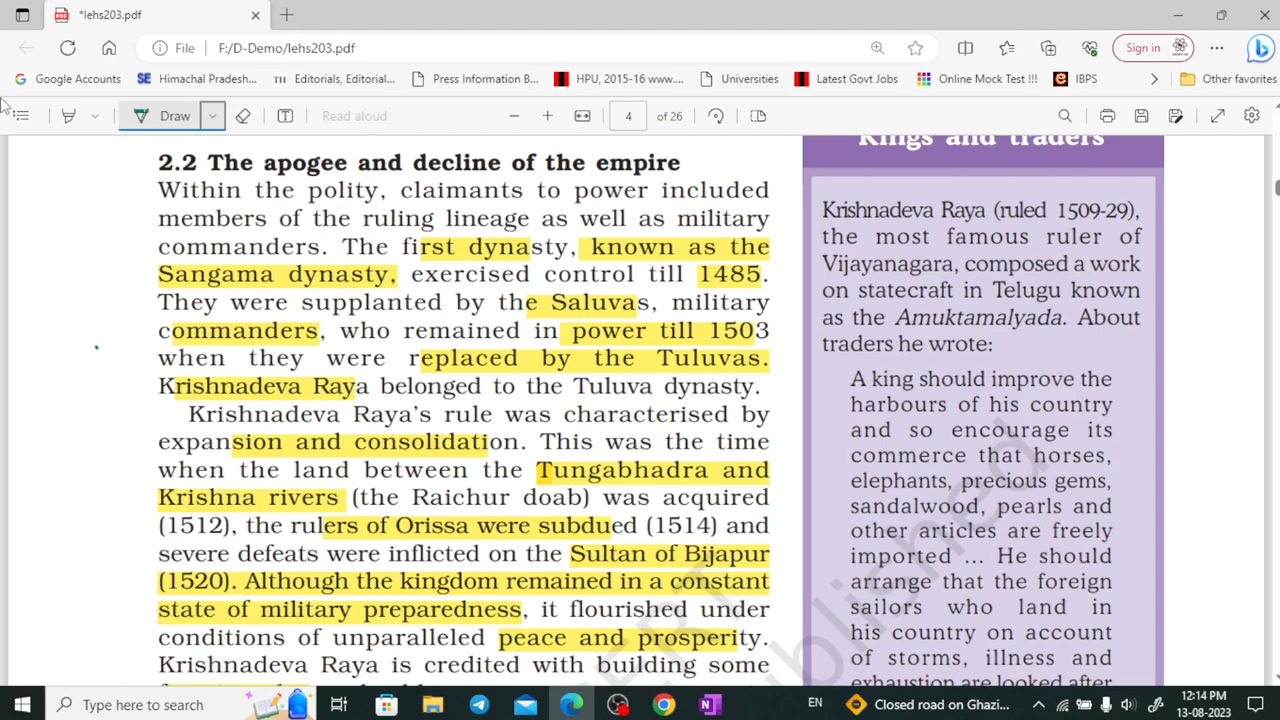 *lehs203.pdf
File F:/D-Demo/lehs203.pdf
Sign in
Google Accounts
SE Himachal Pradesh...
TH Editorials, Editorial...
Press Information B...
HPU, 2015-16 www....
Universities
Latest Govt Jobs
Online Mock Test !!!
IBPS
Other favorites
Draw
Read aloud
4 of 26
2.2 The apogee and decline of the empire
Within the polity, claimants to power included
members of the ruling lineage as well as military
commanders. The first dynasty, known as the
Sangama dynasty, exercised control till 1485.
They were supplanted by the Saluvas, military
commanders, who remained in power till 1503
when they were replaced by the Tuluvas.
Krishnadeva Raya belonged to the Tuluva dynasty.
Krishnadeva Raya's rule was characterised by
expansion and consolidation. This was the time
when the land between the Tungabhadra and
Krishna rivers (the Raichur doab) was acquired
(1512), the rulers of Orissa were subdued (1514) and
severe defeats were inflicted on the Sultan of Bijapur
(1520). Although the kingdom remained in a constant
state of military preparedness, it flourished under
conditions of unparalleled peace and prosperity.
Krishnadeva Raya is credited with building some
Kings and traders
Krishnadeva Raya (ruled 1509-29),
the most famous ruler of
Vijayanagara, composed a work
on statecraft in Telugu known
as the Amuktamalyada. About
traders he wrote:
A king should improve the
harbours of his country
and so encourage its
commerce that horses,
elephants, precious gems,
sandalwood, pearls and
other articles are freely
imported ... He should
arrange that the foreign
sailors who land in
his country on account
of storms, illness and
exhaustion are looked after
Type here to search
EN
Closed road on Ghazi...
12:14 PM
13-08-2023